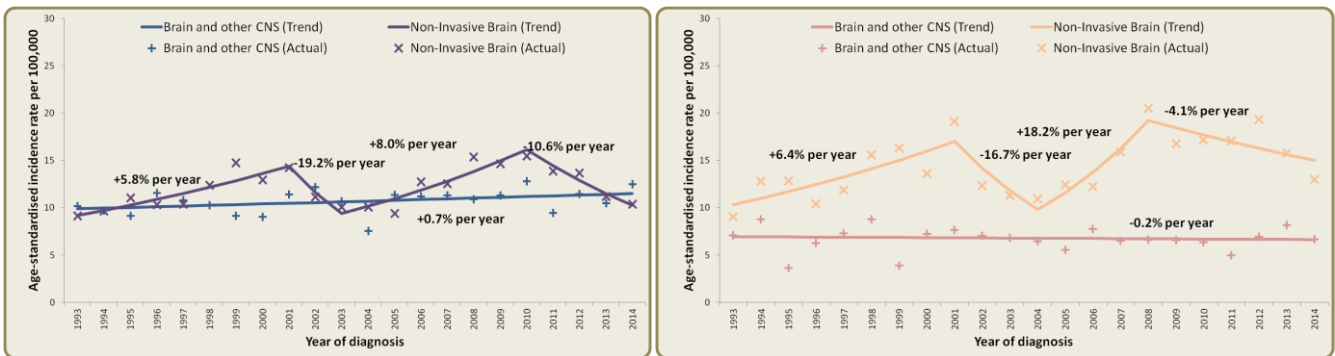 Age-standardised incidence rate per 100,000
30
25
20
15
10
5
0
Brain and other CNS (Trend)
Non-Invasive Brain (Trend)
Brain and other CNS (Actual)
Non-Invasive Brain (Actual)
+5.8% per year
-19.2% per year
+8.0% per year
-10.6% per year
+0.7% per year
1993
1994
1995
1996
1997
1998
1999
2000
2001
2002
2003
2004
2005
2006
2007
2008
2009
2010
2011
2012
2013
2014
Year of diagnosis
Age-standardised incidence rate per 100,000
30
25
20
15
10
5
0
Brain and other CNS (Trend)
Non-Invasive Brain (Trend)
Brain and other CNS (Actual)
Non-Invasive Brain (Actual)
+6.4% per year
-16.7% per year
+18.2% per year
-4.1% per year
-0.2% per year
1993
1994
1995
1996
1997
1998
1999
2000
2001
2002
2003
2004
2005
2006
2007
2008
2009
2010
2011
2012
2013
2014
Year of diagnosis